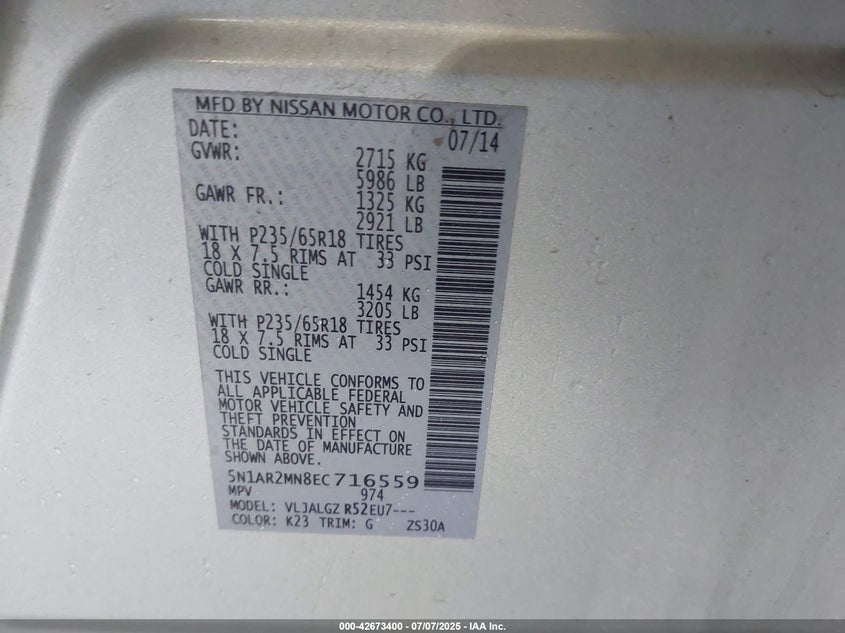 MFD BY NISSAN MOTOR CO., LTD.
DATE: 07/14
GVWR: 2715 KG
5986 LB
GAWR FR.: 1325 KG
2921 LB
WITH P235/65R18 TIRES
18 X 7.5 RIMS AT 33 PSI
COLD SINGLE
GAWR RR.: 1454 KG
3205 LB
WITH P235/65R18 TIRES
18 X 7.5 RIMS AT 33 PSI
COLD SINGLE
THIS VEHICLE CONFORMS TO
ALL APPLICABLE FEDERAL
MOTOR VEHICLE SAFETY AND
THEFT PREVENTION
STANDARDS IN EFFECT ON
THE DATE OF MANUFACTURE
SHOWN ABOVE.
5N1AR2MN8EC716559
MPV 974
MODEL: VLJALGZ R52EU7---
COLOR: K23 TRIM: G ZS30A
000-42673400 - 07/07/2025 - IAA Inc.